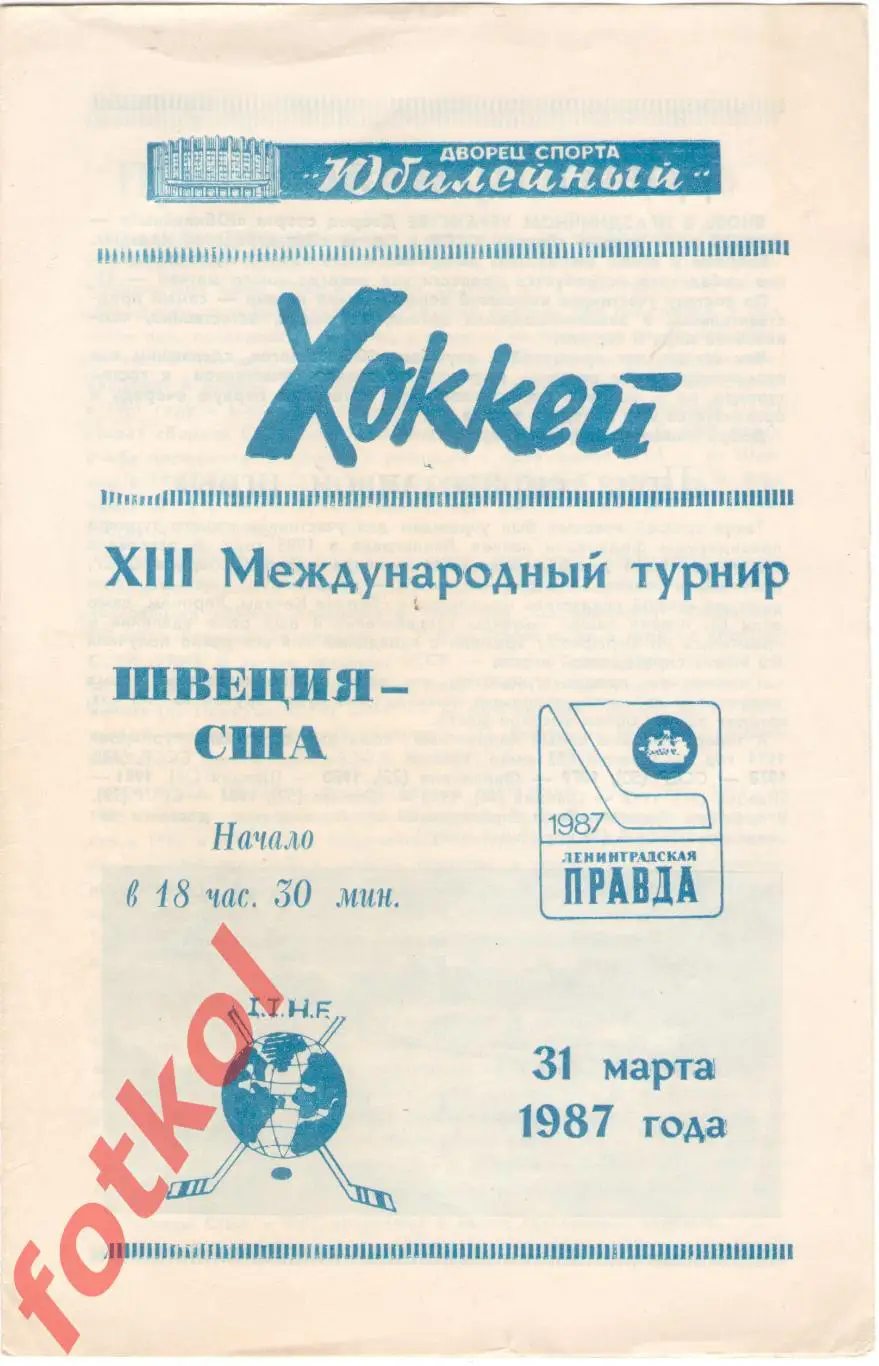 ДВОРЕЦ СПОРТА
„Юбилейный“
Хоккей
XIII Международный турнир
ШВЕЦИЯ–
США
Начало
в 18 час. 30 мин.
1987
ЛЕНИНГРАДСКАЯ
ПРАВДА
I.I.H.F.
31 марта
1987 года
fotkol